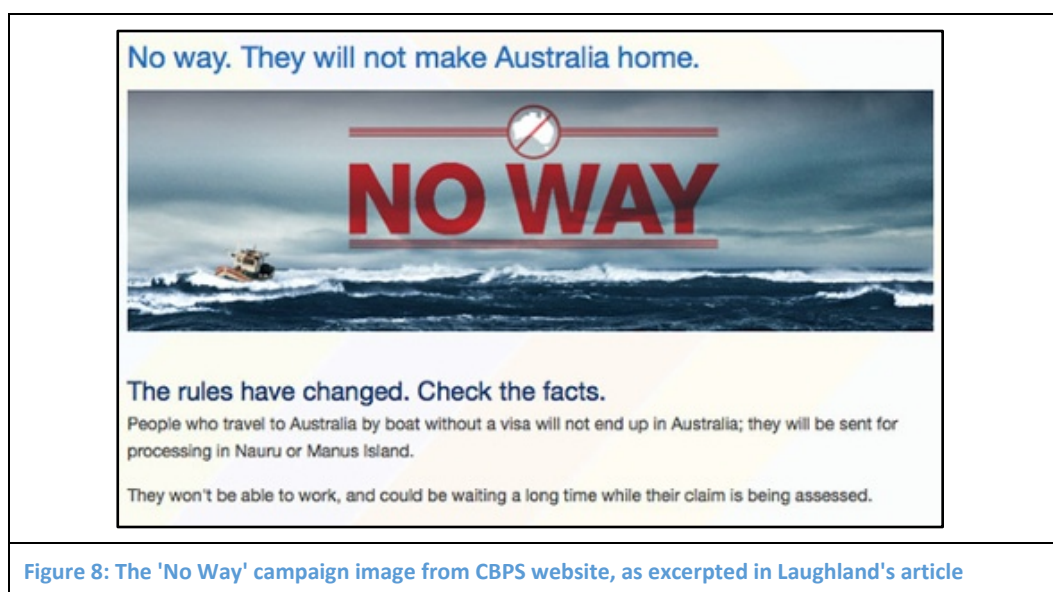 No way. They will not make Australia home.
NO WAY
The rules have changed. Check the facts.
People who travel to Australia by boat without a visa will not end up in Australia; they will be sent for
processing in Nauru or Manus Island.
They won't be able to work, and could be waiting a long time while their claim is being assessed.
Figure 8: The 'No Way' campaign image from CBPS website, as excerpted in Laughland's article